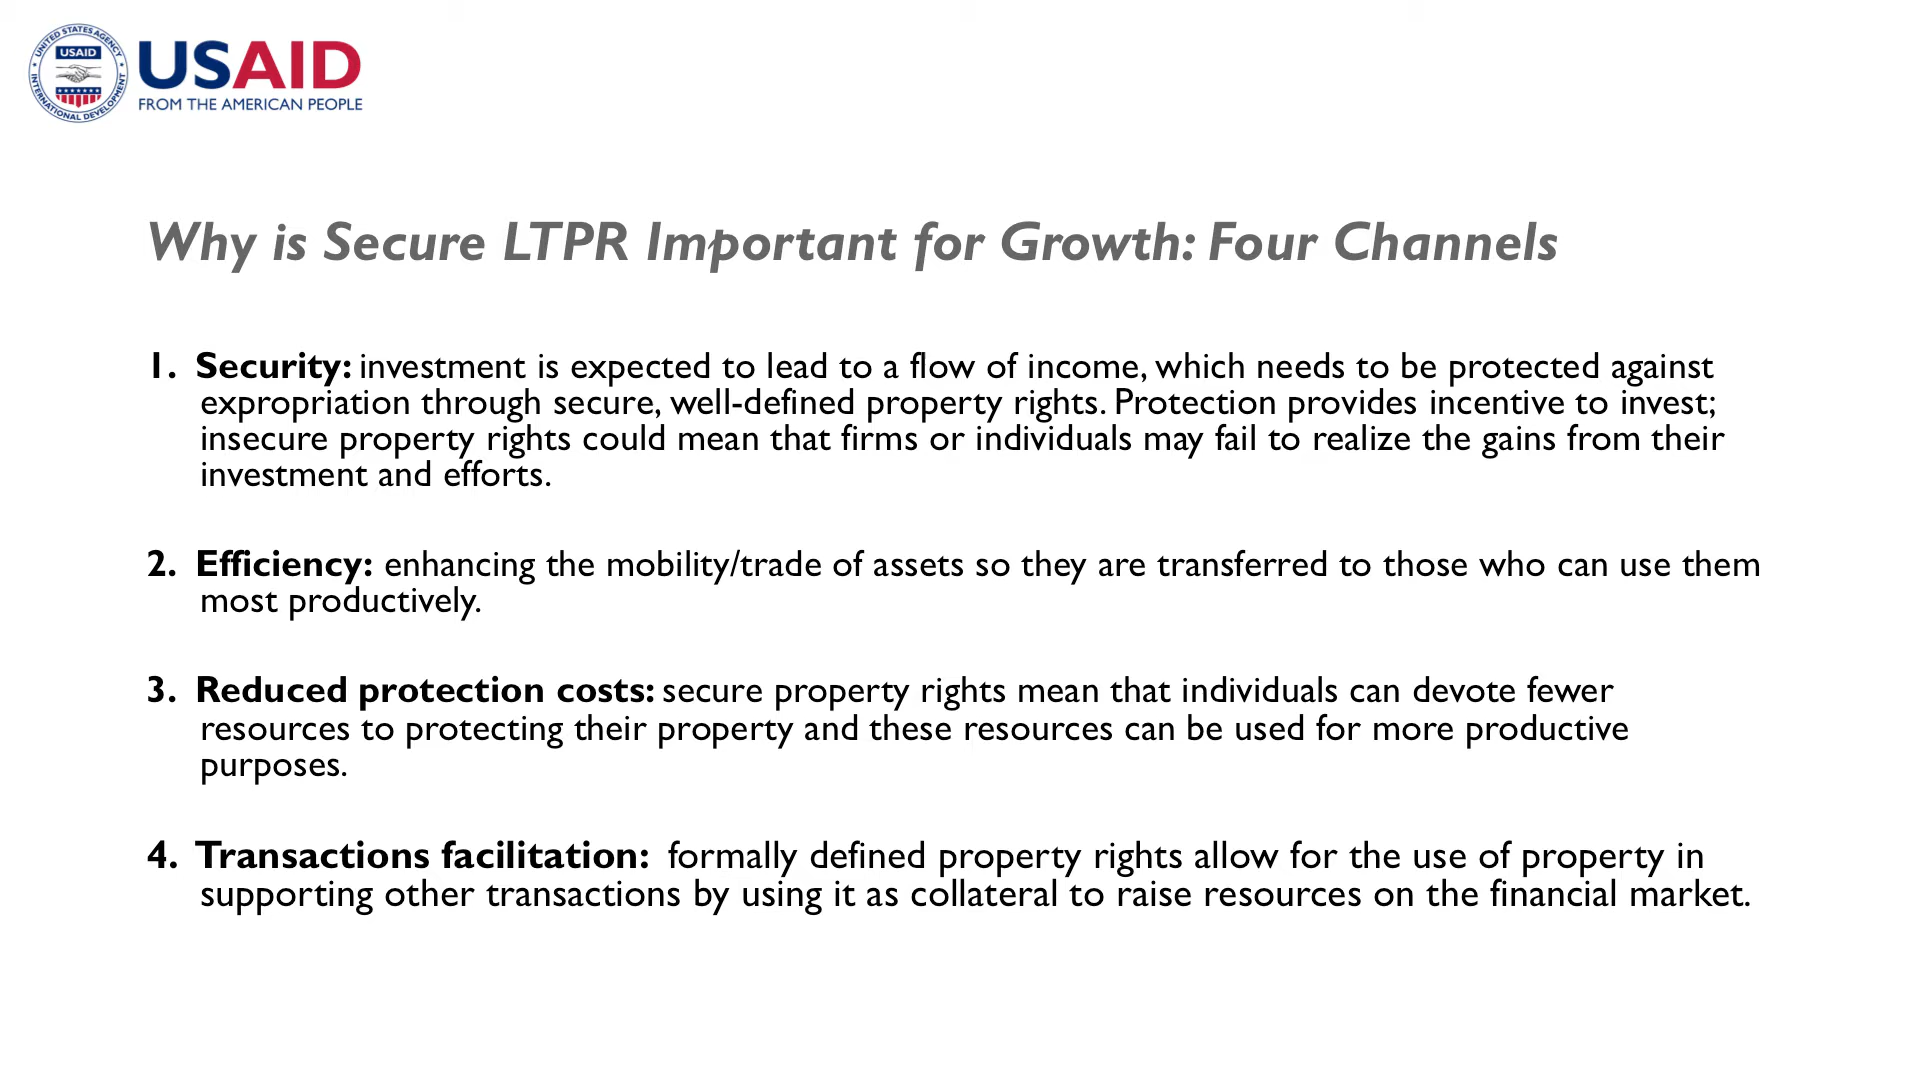 UNITED STATES AGENCY
USAID
INTERNATIONAL DEVELOPMENT
USAID
FROM THE AMERICAN PEOPLE
Why is Secure LTPR Important for Growth: Four Channels
1. Security: investment is expected to lead to a flow of income, which needs to be protected against
expropriation through secure, well-defined property rights. Protection provides incentive to invest;
insecure property rights could mean that firms or individuals may fail to realize the gains from their
investment and efforts.
2. Efficiency: enhancing the mobility/trade of assets so they are transferred to those who can use them
most productively.
3. Reduced protection costs: secure property rights mean that individuals can devote fewer
resources to protecting their property and these resources can be used for more productive
purposes.
4. Transactions facilitation: formally defined property rights allow for the use of property in
supporting other transactions by using it as collateral to raise resources on the financial market.